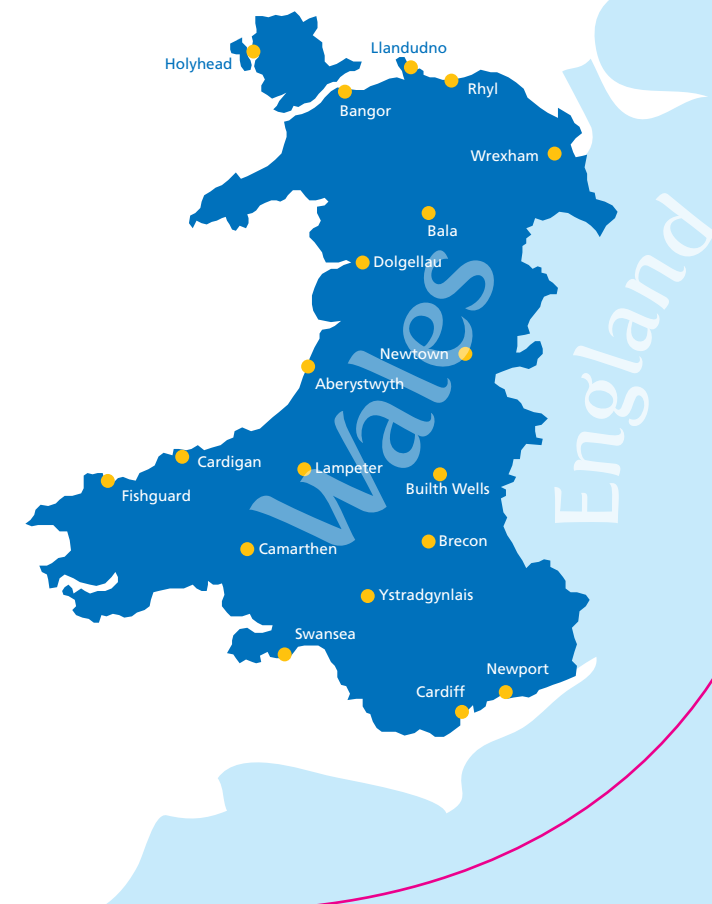 Llandudno
Holyhead
Rhyl
Bangor
Wrexham
Bala
Dolgellau
England
Wales
Newtown
Aberystwyth
Cardigan
Lampeter
Builth Wells
Fishguard
Brecon
Camarthen
Ystradgynlais
Swansea
Newport
Cardiff